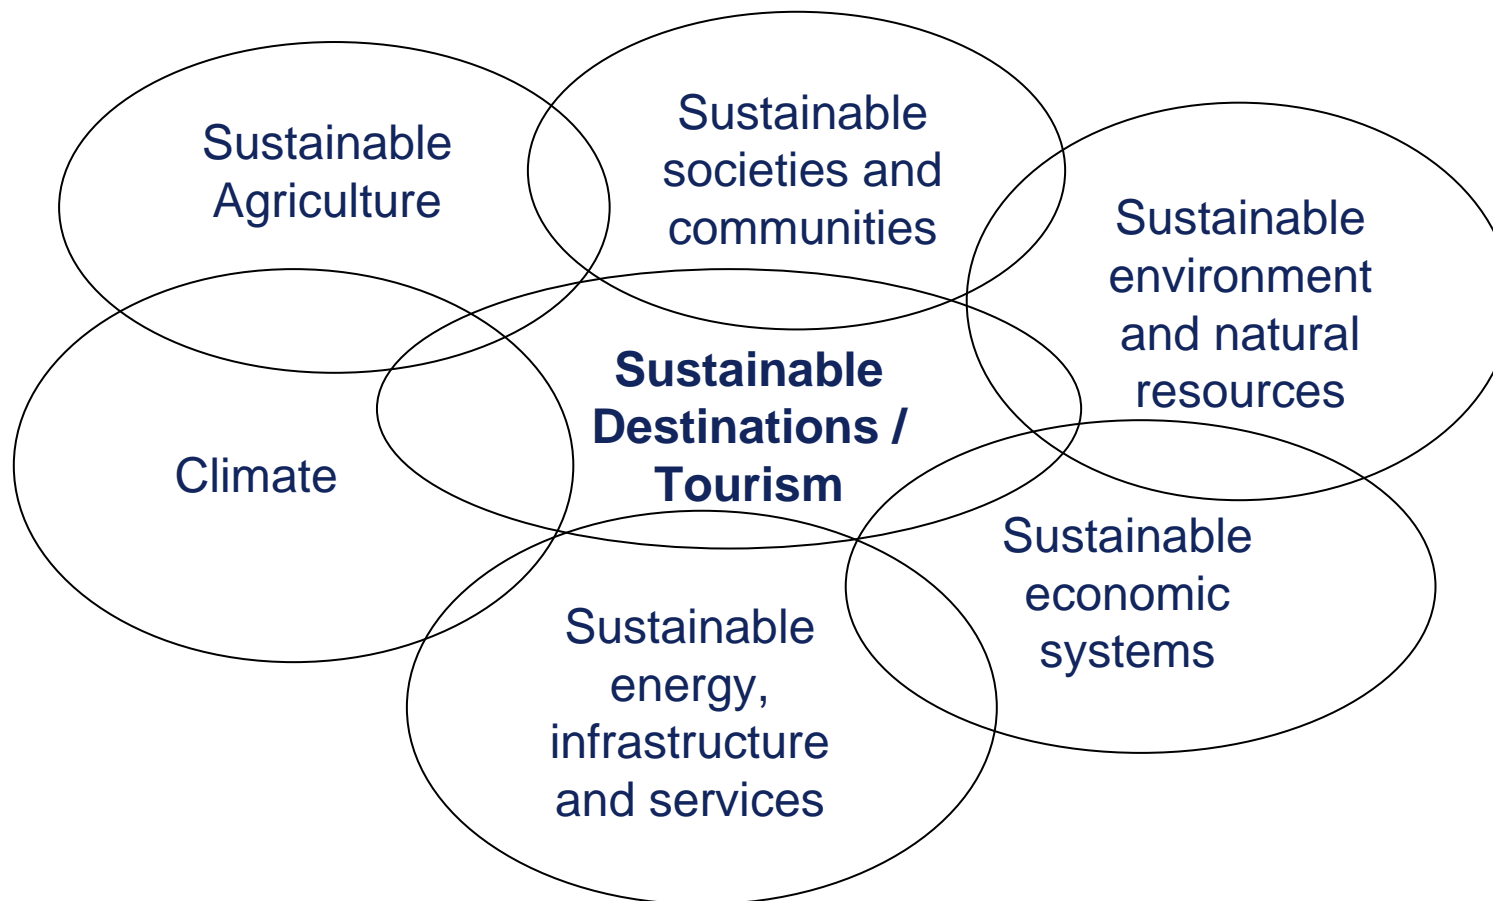 Sustainable
Agriculture
Sustainable
societies and
communities
Sustainable
environment
and natural
resources
Sustainable
Destinations /
Tourism
Climate
Sustainable
economic
systems
Sustainable
energy,
infrastructure
and services